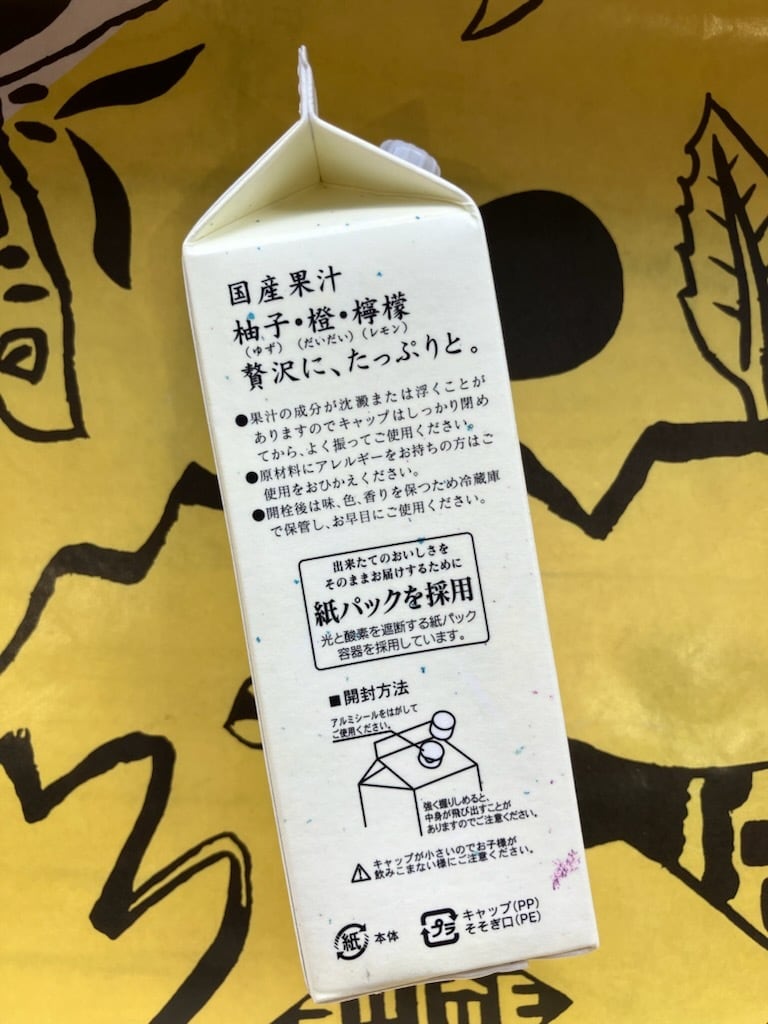 国産果汁
柚子・橙・檸檬
(ゆず) (だいだい) (レモン)
贅沢に、たっぷりと。
●果汁の成分が沈澱または浮くことが
ありますのでキャップはしっかり閉め
てから、よく振ってご使用ください。
●原材料にアレルギーをお持ちの方はご
使用をおひかえください。
●開栓後は味、色、香りを保つため冷蔵庫
で保管し、お早目にご使用ください。
出来たてのおいしさを
そのままお届けするために
紙パックを採用
光と酸素を遮断する紙パック
容器を採用しています。
■開封方法
アルミシールをはがして
ご使用ください。
強く握りしめると、
中身が飛び出すことが
ありますのでご注意ください。
⚠キャップが小さいのでお子様が
飲みこまない様にご注意ください。
紙 本体
プラ キャップ(PP)
そそぎ口(PE)